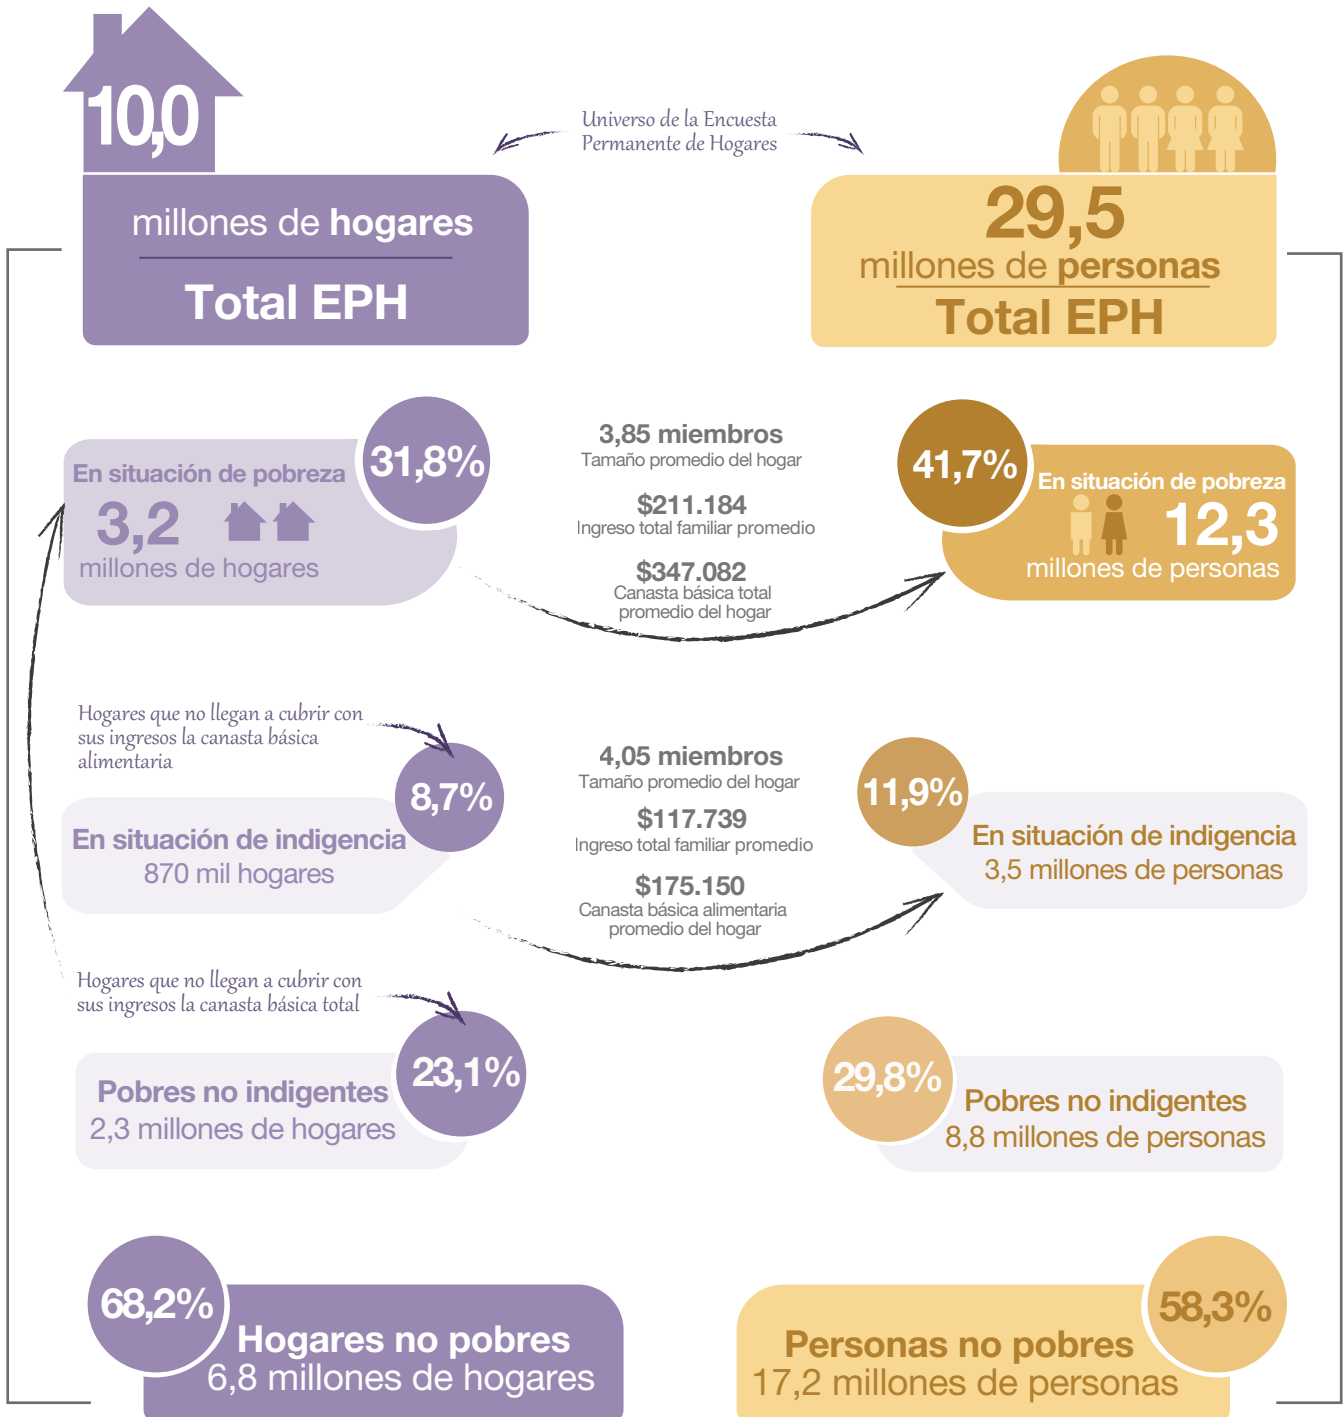 10,0
millones de hogares
Total EPH
Universo de la Encuesta
Permanente de Hogares
29,5
millones de personas
Total EPH
31,8%
En situación de pobreza
3,2
millones de hogares
3,85 miembros
Tamaño promedio del hogar
$211.184
Ingreso total familiar promedio
$347.082
Canasta básica total
promedio del hogar
41,7%
En situación de pobreza
12,3
millones de personas
Hogares que no llegan a cubrir con
sus ingresos la canasta básica
alimentaria
8,7%
En situación de indigencia
870 mil hogares
4,05 miembros
Tamaño promedio del hogar
$117.739
Ingreso total familiar promedio
$175.150
Canasta básica alimentaria
promedio del hogar
11,9%
En situación de indigencia
3,5 millones de personas
Hogares que no llegan a cubrir con
sus ingresos la canasta básica total
23,1%
Pobres no indigentes
2,3 millones de hogares
29,8%
Pobres no indigentes
8,8 millones de personas
68,2%
Hogares no pobres
6,8 millones de hogares
58,3%
Personas no pobres
17,2 millones de personas